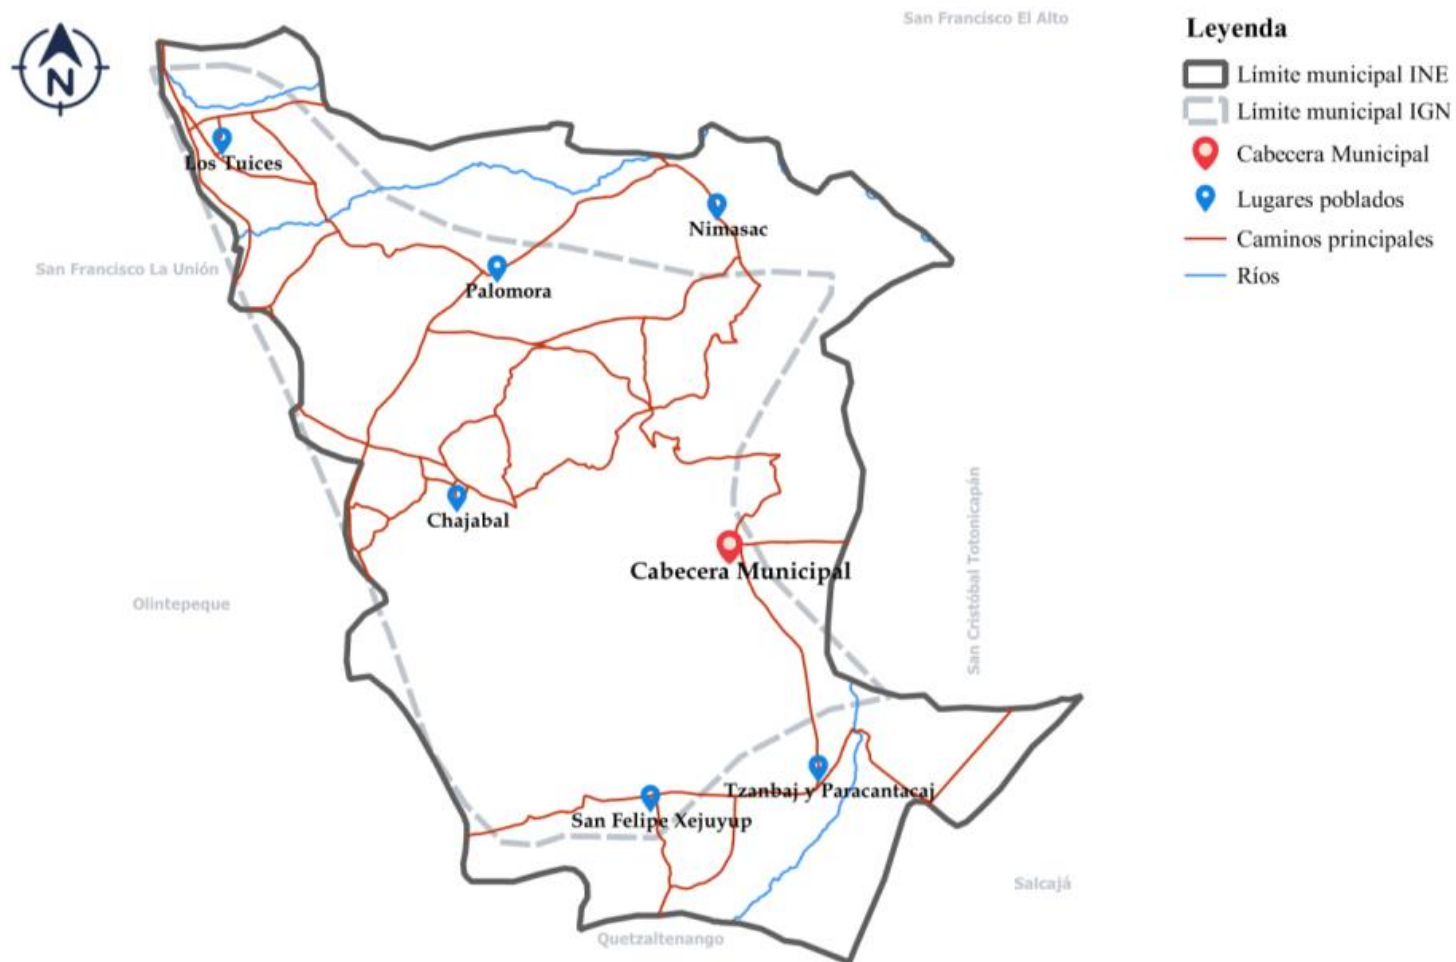 San Francisco El Alto
N
Leyenda
Límite municipal INE
Límite municipal IGN
Cabecera Municipal
Lugares poblados
Caminos principales
Ríos
Los Tuices
Nimasac
San Francisco La Unión
Palomora
Chajabal
San Cristóbal Totonicapán
Cabecera Municipal
Olintepeque
Tzanbaj y Paracantacaj
San Felipe Xejuyup
Salcajá
Quetzaltenango